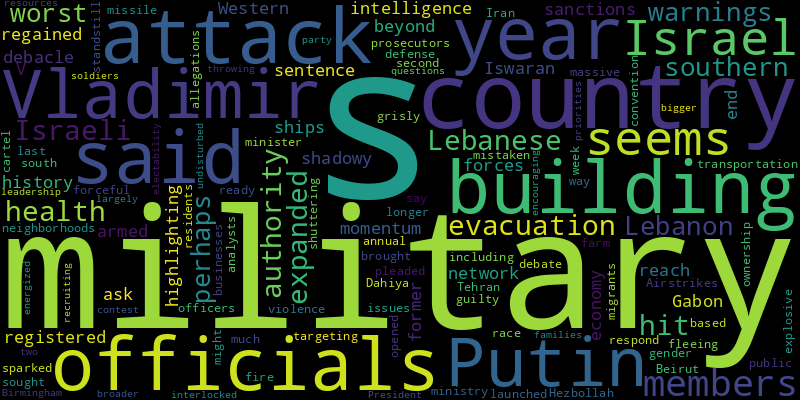 resources
missile
Western
intelligence
Iran
sanctions
worst
attack
year
warnings
regained
standstill
party
beyond
prosecutors
Israel
debacle
allegations
defense
V
soldiers
throwing
sentence
second
questions
Iswaran
massive
convention
southern
Vladimir
S
country
priorities
bigger
end
grisly
Israeli
ships
Lebanese
seems
cartel
last
south
said
minister
shadowy
forces
mistaken
week
transportation
history
forceful
electability
undisturbed
ready
authority
building
encouraging
way
leadership
largely
say
health
highlighting
residents
perhaps
expanded
shuttering
longer
evacuation
Lebanon
neighborhoods
armed
businesses
analysts
momentum
annual
military
including
debate
farm
ownership
energized
recruiting
brought
pleaded
network
reach
Airstrikes
ask
Dahiya
Tehran
guilty
economy
migrants
Gabon
explosive
contest
officers
violence
issues
former
hit
based
registered
might
much
targeting
opened
race
respond
fleeing
sparked
officials
families
gender
Beirut
two
sought
fire
Putin
members
public
Birmingham
broader
interlocked
President
ministry
launched
Hezbollah